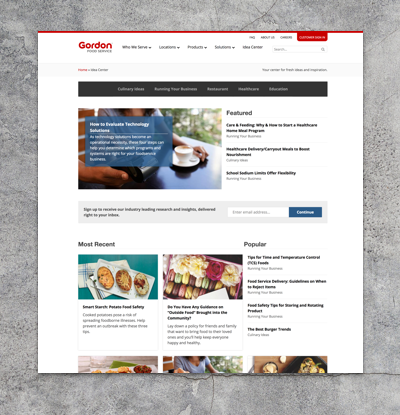 FAQ ABOUT US CAREERS CUSTOMER SIGN IN
Gordon
FOOD SERVICE
Who We Serve Locations Products Solutions Idea Center
Search...
Home » Idea Center
Your center for fresh ideas and inspiration.
Culinary Ideas Running Your Business Restaurant Healthcare Education
How to Evaluate Technology
Solutions
As technology solutions become an
operational necessity, these four steps can
help you determine which programs and
systems are right for your foodservice
business.
Featured
Care & Feeding: Why & How to Start a Healthcare
Home Meal Program
Running Your Business
Healthcare Delivery/Carryout Meals to Boost
Nourishment
Culinary Ideas
School Sodium Limits Offer Flexibility
Running Your Business
Sign up to receive our industry-leading research and insights, delivered
right to your inbox.
Enter email address...
Continue
Most Recent
Smart Starch: Potato Food Safety
Cooked potatoes pose a risk of
spreading foodborne illnesses. Help
prevent an outbreak with these three
tips.
Do You Have Any Guidance on
"Outside Food" Brought Into the
Community?
Lay down a policy for friends and family
that want to bring food to their loved
ones and you'll help keep everyone
happy and healthy.
Popular
Tips for Time and Temperature Control
(TCS) Foods
Running Your Business
Food Service Delivery: Guidelines on When
to Reject Items
Running Your Business
Food Safety Tips for Storing and Rotating
Product
Running Your Business
The Best Burger Trends
Culinary Ideas